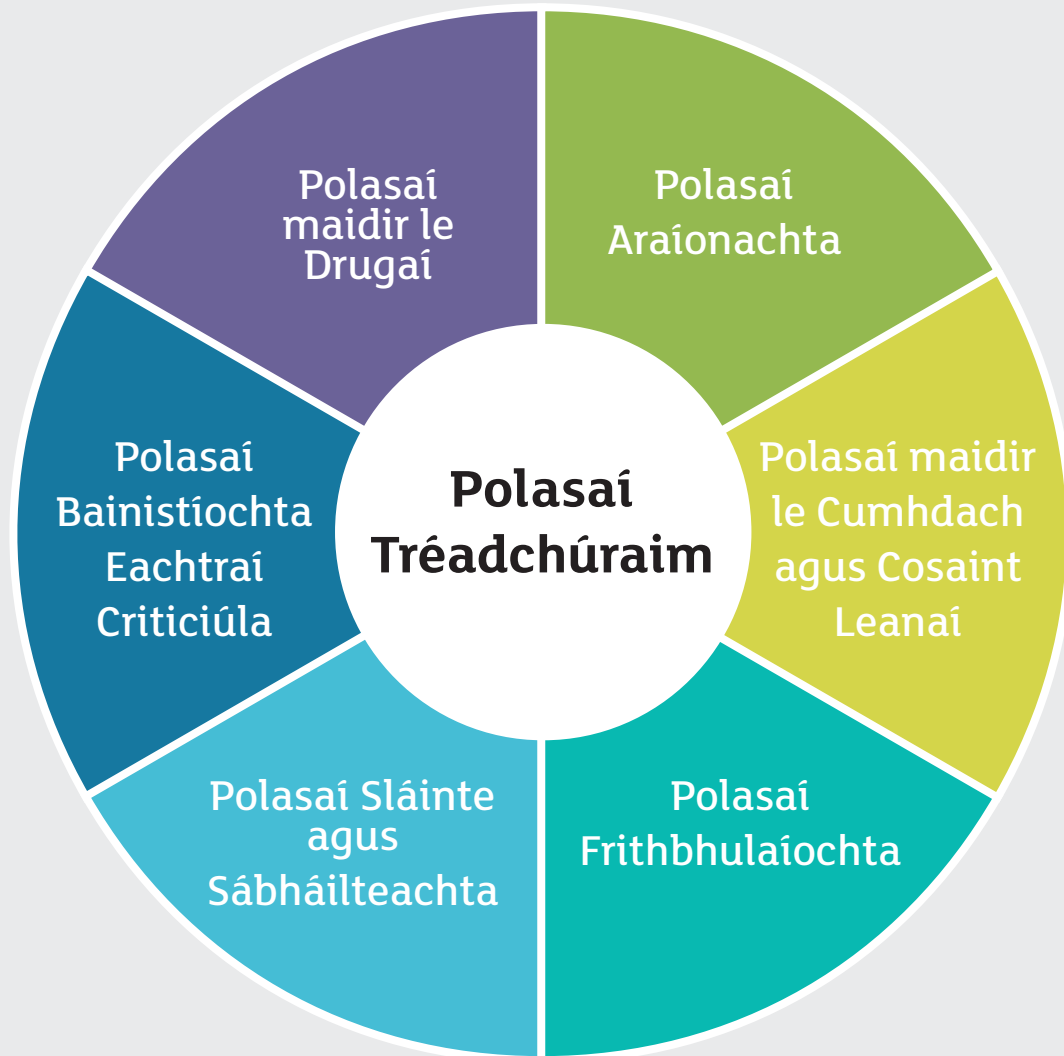 Polasaí
maidir le
Drugaí
Polasaí
Araíonachta
Polasaí
Bainistíochta
Eachtraí
Criticiúla
Polasaí
Tréadchúraim
Polasaí maidir
le Cumhdach
agus Cosaint
Leanaí
Polasaí Sláinte
agus
Sábháilteachta
Polasaí
Frithbhulaíochta